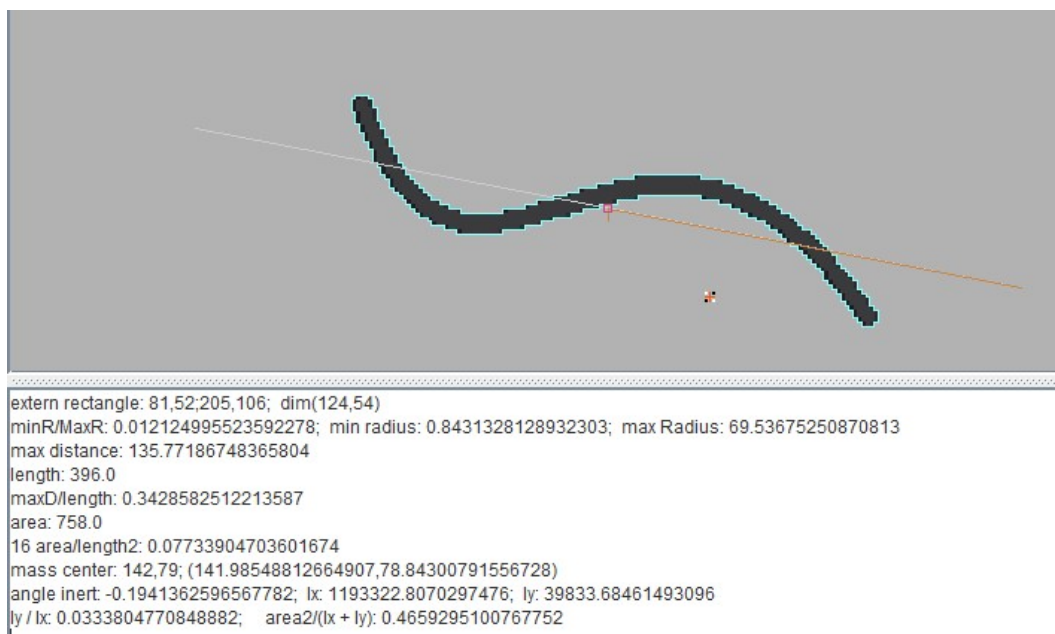 extern rectangle: 81,52;205,106;  dim(124,54)
minR/MaxR: 0.012124995523592278;  min radius: 0.8431328128932303;  max Radius: 69.53675250870813
max distance: 135.77186748365804
length: 396.0
maxD/length: 0.3428582512213587
area: 758.0
16 area/length2: 0.07733904703601674
mass center: 142,79; (141.98548812664907,78.84300791556728)
angle inert: -0.1941362596567782;  Ix: 1193322.8070297476;  Iy: 39833.68461493096
Iy / Ix: 0.0333804770848882;    area2/(Ix + Iy): 0.4659295100767752